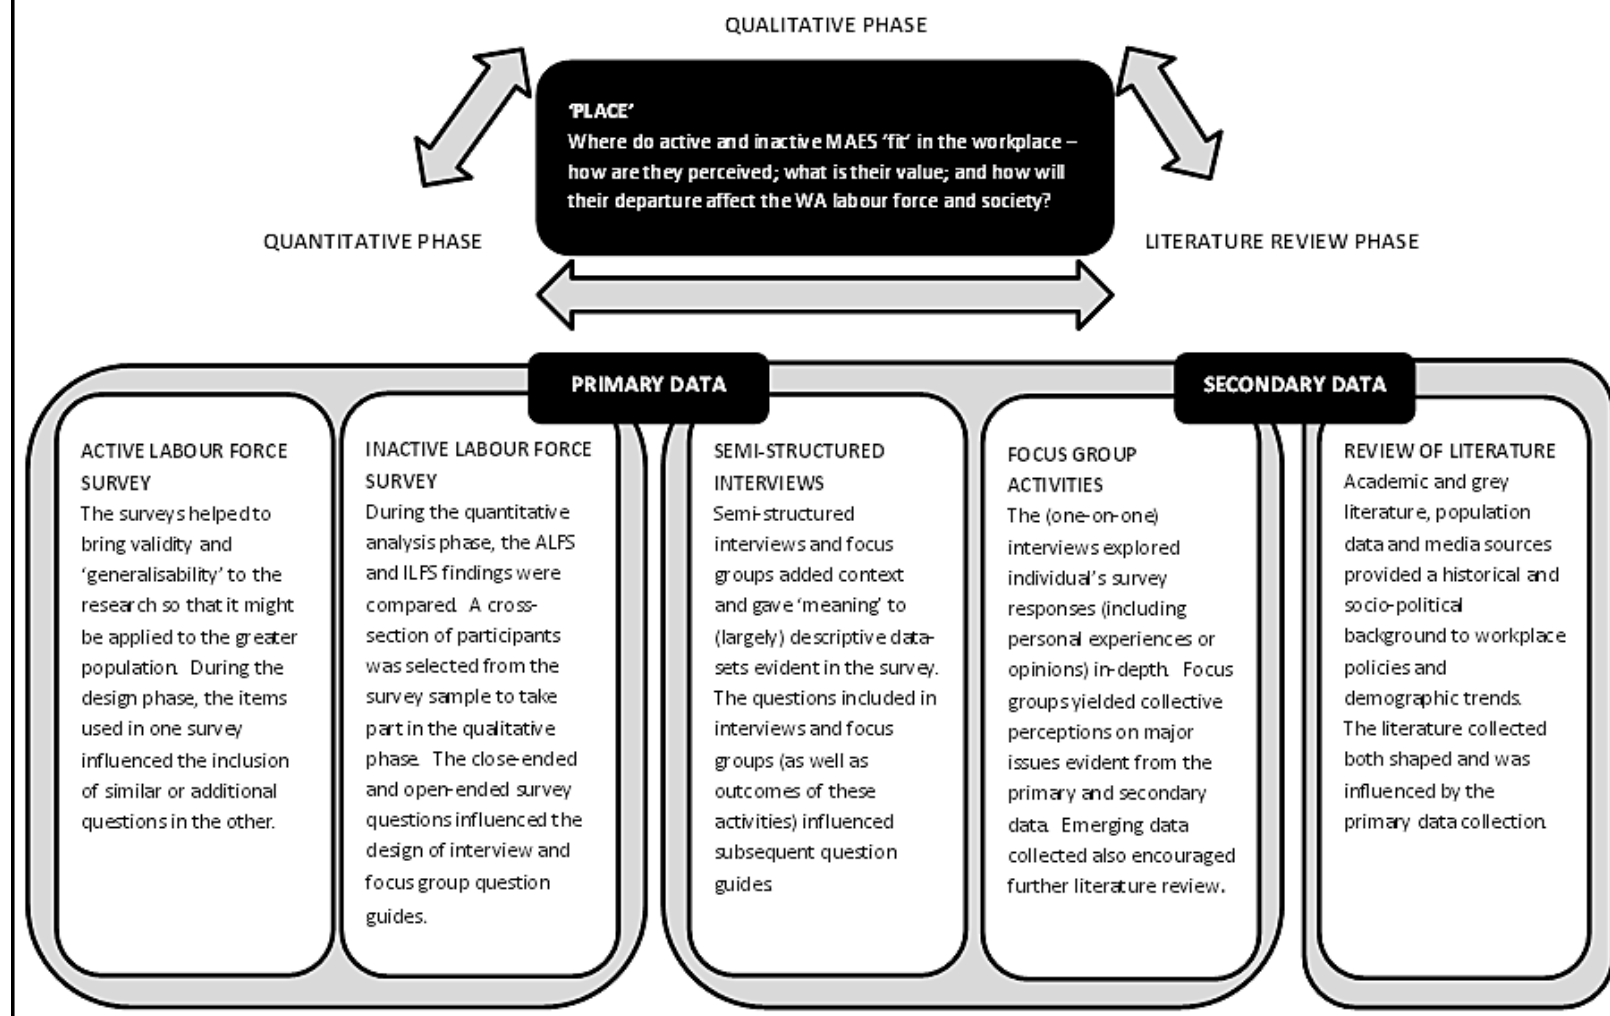 QUALITATIVE PHASE
‘PLACE’
Where do active and inactive MAES ‘fit’ in the workplace –
how are they perceived; what is their value; and how will
their departure affect the WA labour force and society?
QUANTITATIVE PHASE
LITERATURE REVIEW PHASE
PRIMARY DATA
SECONDARY DATA
ACTIVE LABOUR FORCE
SURVEY
The surveys helped to
bring validity and
‘generalisability’ to the
research so that it might
be applied to the greater
population. During the
design phase, the items
used in one survey
influenced the inclusion
of similar or additional
questions in the other.
INACTIVE LABOUR FORCE
SURVEY
During the quantitative
analysis phase, the ALFS
and ILFS findings were
compared. A cross-
section of participants
was selected from the
survey sample to take
part in the qualitative
phase. The close-ended
and open-ended survey
questions influenced the
design of interview and
focus group question
guides.
SEMI-STRUCTURED
INTERVIEWS
Semi-structured
interviews and focus
groups added context
and gave ‘meaning’ to
(largely) descriptive data-
sets evident in the survey.
The questions included in
interviews and focus
groups (as well as
outcomes of these
activities) influenced
subsequent question
guides
FOCUS GROUP
ACTIVITIES
The (one-on-one)
interviews explored
individual’s survey
responses (including
personal experiences or
opinions) in-depth. Focus
groups yielded collective
perceptions on major
issues evident from the
primary and secondary
data. Emerging data
collected also encouraged
further literature review.
REVIEW OF LITERATURE
Academic and grey
literature, population
data and media sources
provided a historical and
socio-political
background to workplace
policies and
demographic trends.
The literature collected
both shaped and was
influenced by the
primary data collection.